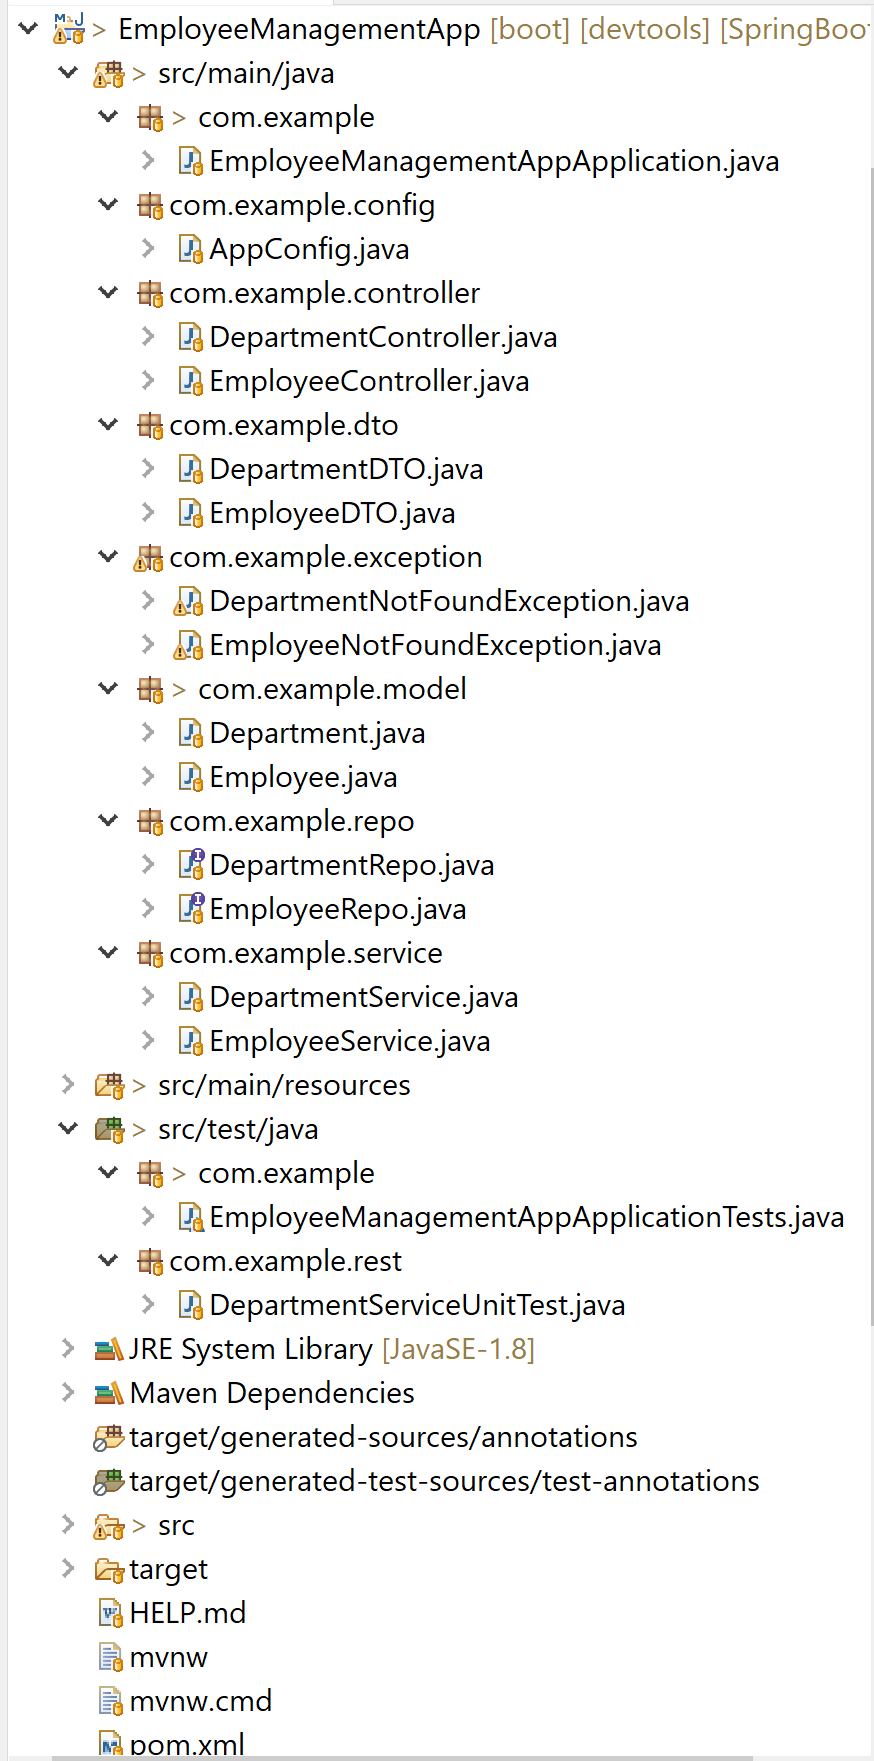 > EmployeeManagementApp [boot] [devtools] [SpringBoot
> src/main/java
> com.example
EmployeeManagementAppApplication.java
com.example.config
AppConfig.java
com.example.controller
DepartmentController.java
EmployeeController.java
com.example.dto
DepartmentDTO.java
EmployeeDTO.java
com.example.exception
DepartmentNotFoundException.java
EmployeeNotFoundException.java
> com.example.model
Department.java
Employee.java
com.example.repo
DepartmentRepo.java
EmployeeRepo.java
com.example.service
DepartmentService.java
EmployeeService.java
> src/main/resources
> src/test/java
> com.example
EmployeeManagementAppApplicationTests.java
com.example.rest
DepartmentServiceUnitTest.java
JRE System Library [JavaSE-1.8]
Maven Dependencies
target/generated-sources/annotations
target/generated-test-sources/test-annotations
> src
target
HELP.md
mvnw
mvnw.cmd
pom.xml